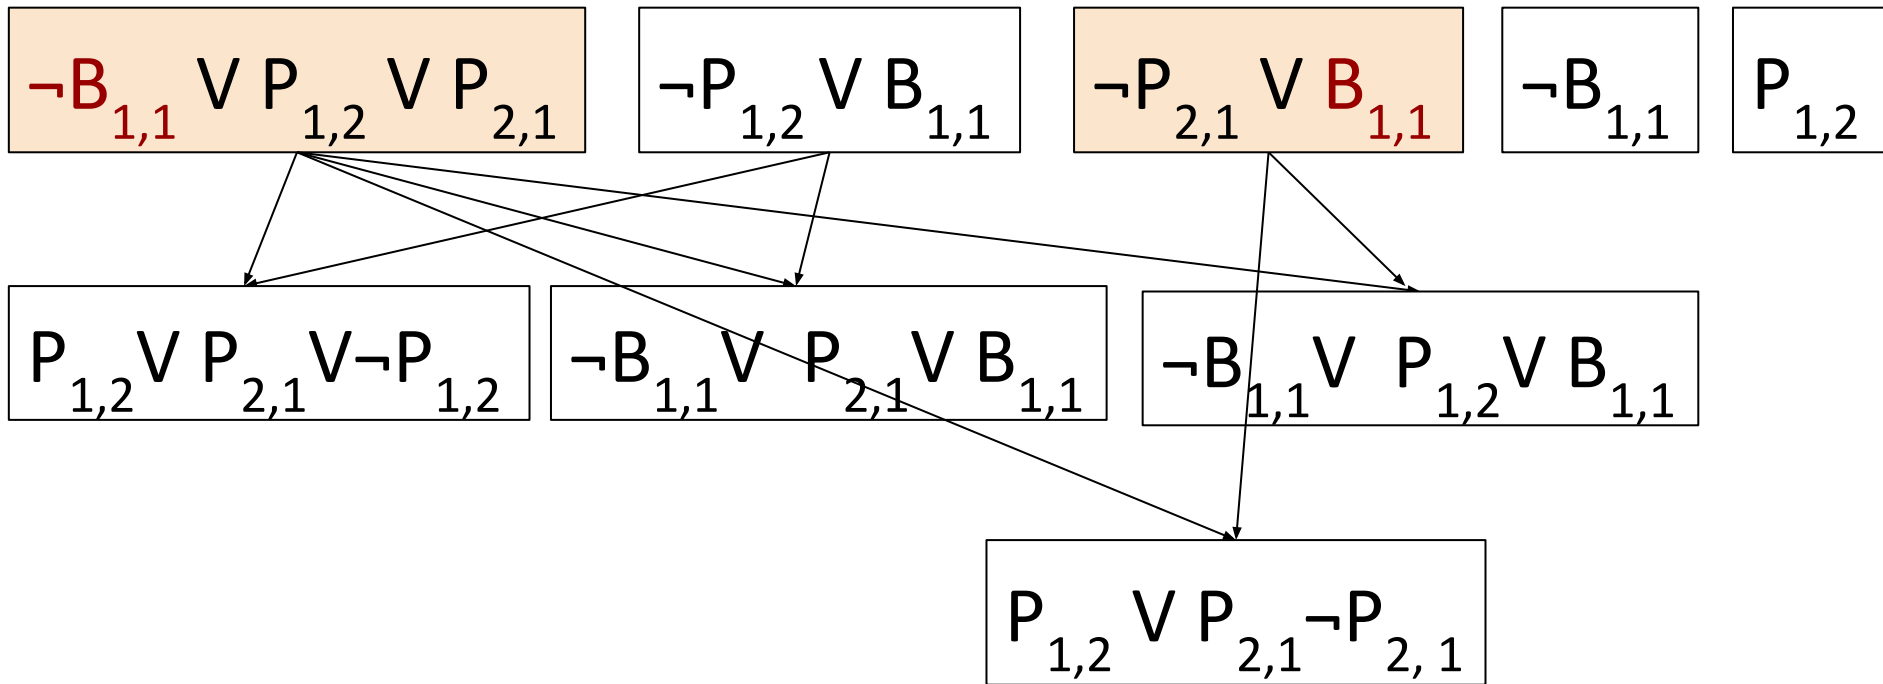 ¬B1,1 V P1,2 V P2,1
¬P1,2 V B1,1
¬P2,1 V B1,1
¬B1,1
P1,2
P1,2V P2,1V¬P1,2
¬B1,1V P2,1V B1,1
¬B1,1V P1,2V B1,1
P1,2 V P2,1¬P2, 1